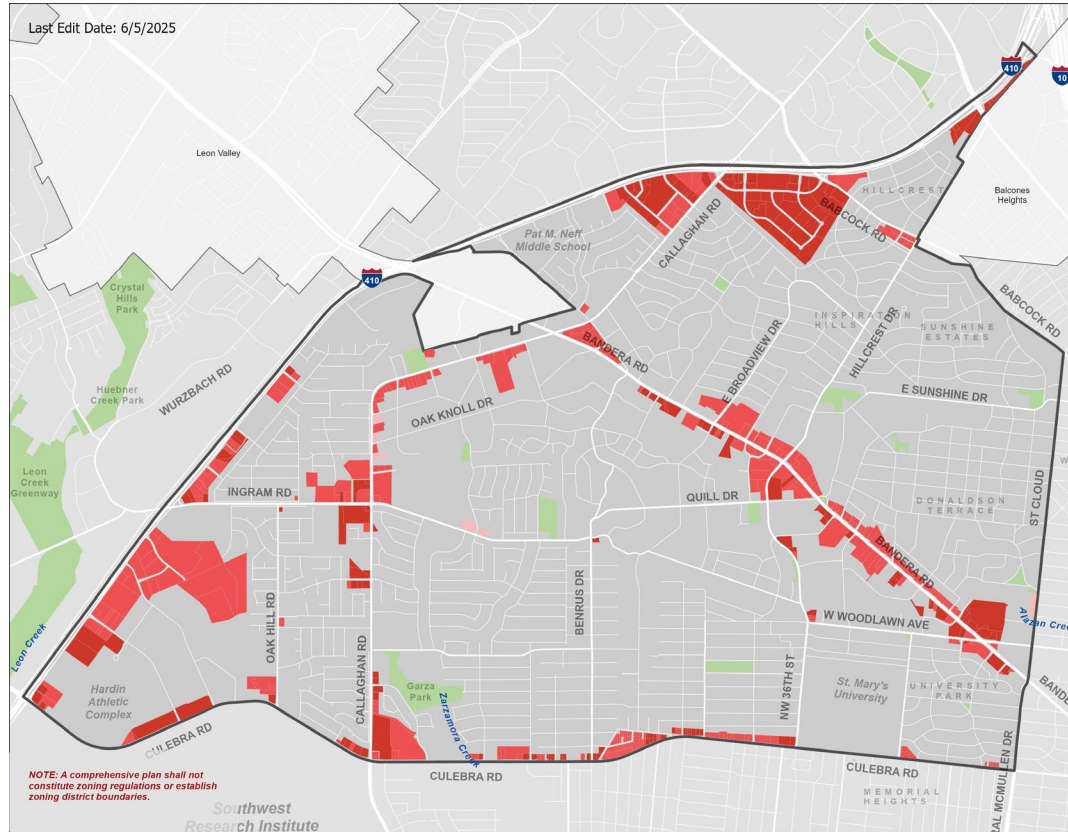 Last Edit Date: 6/5/2025
410
10
Leon Valley
HILLCREST
Balcones
Heights
BABCOCK RD
CALLAGHAN RD
Pat M. Neff
Middle School
410
Crystal
Hills
Park
BABCOCK RD
INSPIRATION
HILLS
SUNSHINE
ESTATES
HILLCREST DR
E BROADVIEW DR
BANDERA RD
WURZBACH RD
Huebner
Creek Park
E SUNSHINE DR
OAK KNOLL DR
Leon
Creek
Greenway
INGRAM RD
QUILL DR
DONALDSON
TERRACE
ST CLOUD
BANDERA RD
BENRUS DR
OAK HILL RD
W WOODLAWN AVE
Alazan Cree
Leon Creek
CALLAGHAN RD
NW 36TH ST
Hardin
Athletic
Complex
Garza
Park
Zarzamora Creek
St. Mary's
University
UNIVERSITY
PARK
BANDE
CULEBRA RD
CULEBRA RD
CULEBRA RD
AL MCMULLEN DR
NOTE: A comprehensive plan shall not
constitute zoning regulations or establish
zoning district boundaries.
MEMORIAL
HEIGHTS
Southwest
Research Institute